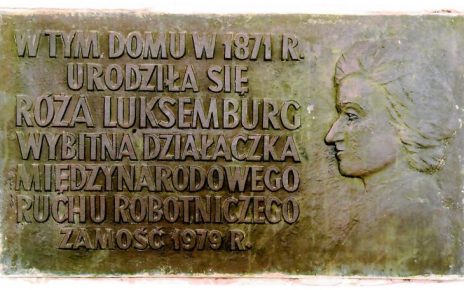 W TYM DOMU W 1871 R.
URODZIŁA SIĘ
RÓŻA LUKSEMBURG
WYBITNA DZIAŁACZKA
MIĘDZYNARODOWEGO
RUCHU ROBOTNICZEGO
ZAMOŚĆ 1979 R.